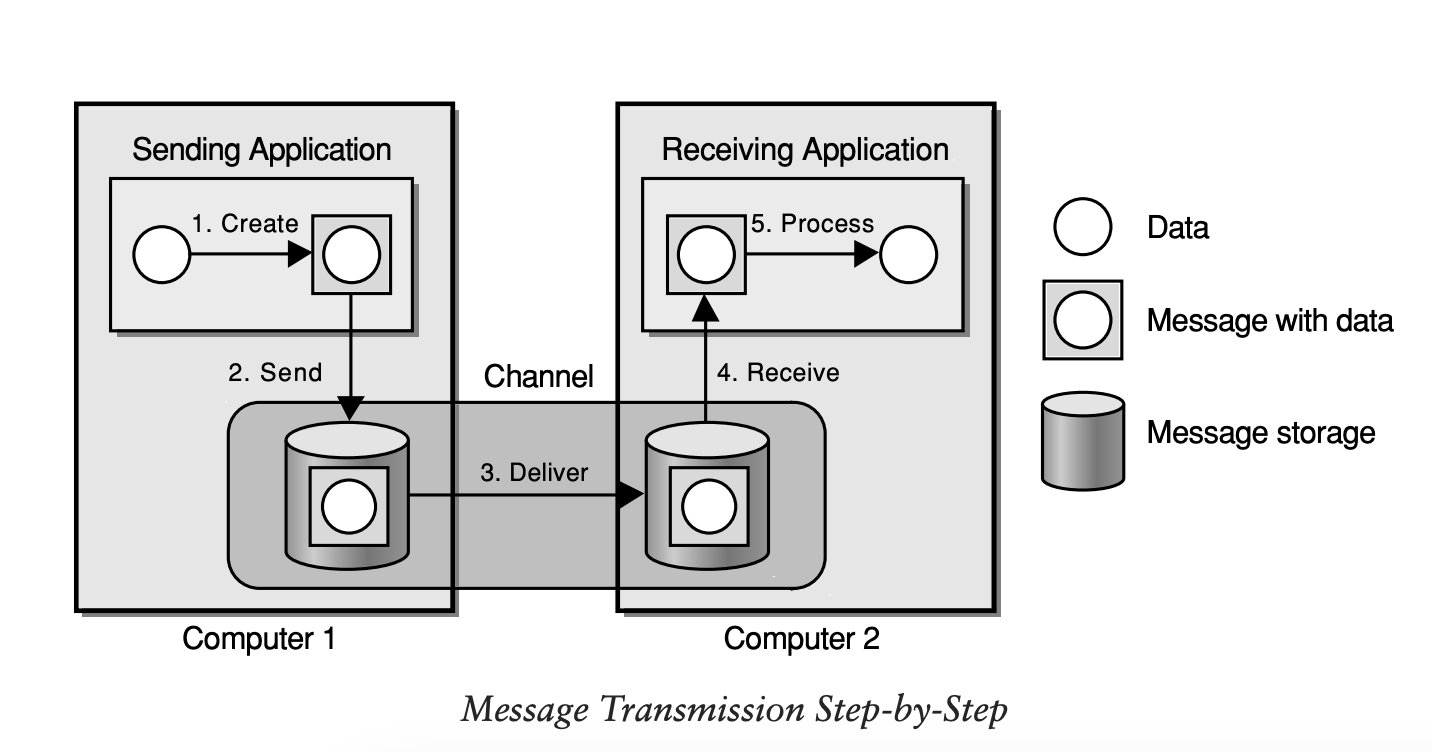 Sending Application
1. Create
2. Send
Channel
3. Deliver
Receiving Application
5. Process
4. Receive
Computer 1
Computer 2
Data
Message with data
Message storage
Message Transmission Step-by-Step